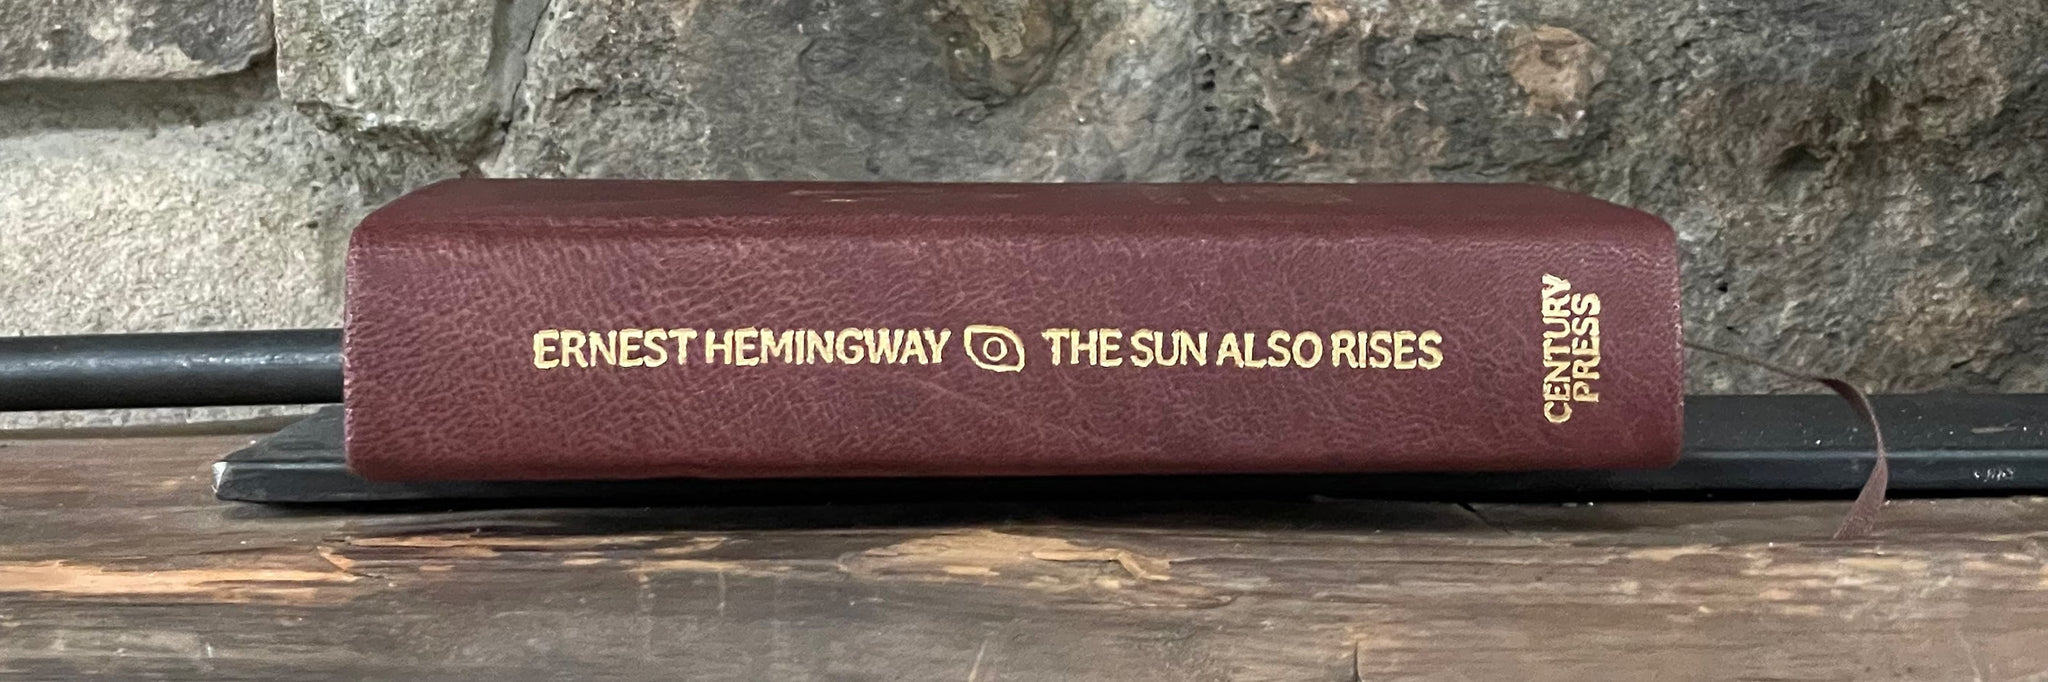 ERNEST HEMINGWAY THE SUN ALSO RISES
CENTURY
PRESS